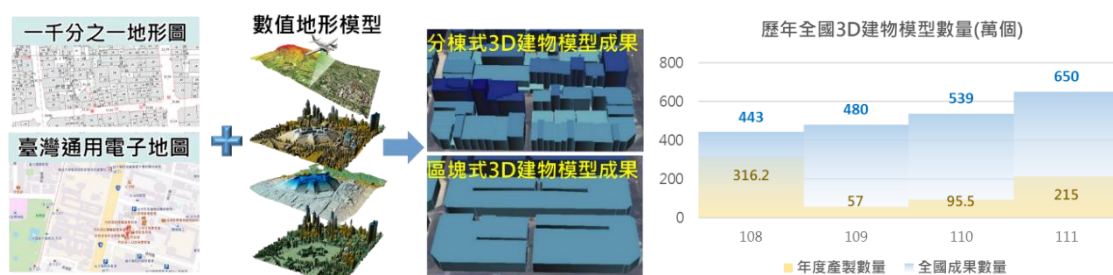 一千分之一地形圖
臺灣通用電子地圖
數值地形模型
分棟式3D建物模型成果
區塊式3D建物模型成果
歷年全國3D建物模型數量(萬個)
800
600
400
200
0
443
480
539
650
316.2
57
95.5
215
108
109
110
111
年度產製數量
全國成果數量